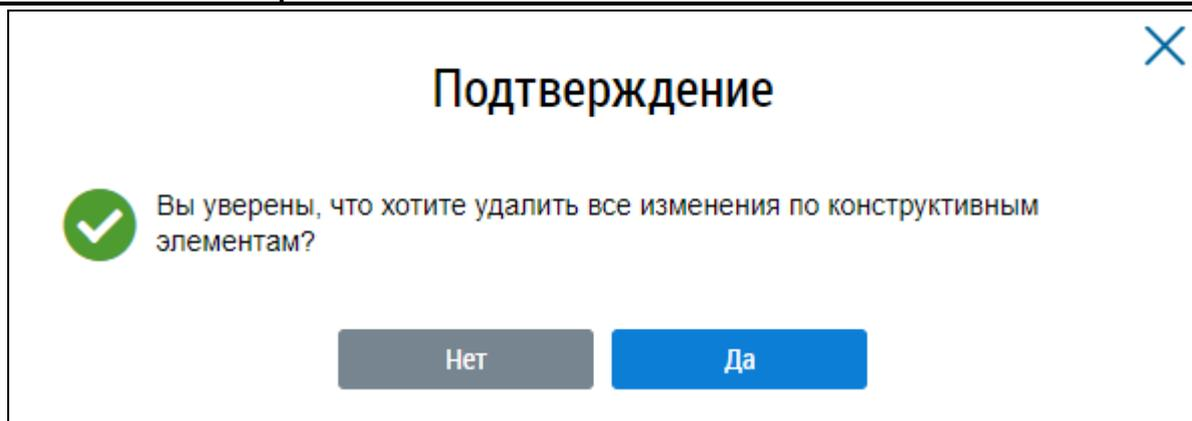 Подтверждение
Вы уверены, что хотите удалить все изменения по конструктивным
элементам?
Нет Да